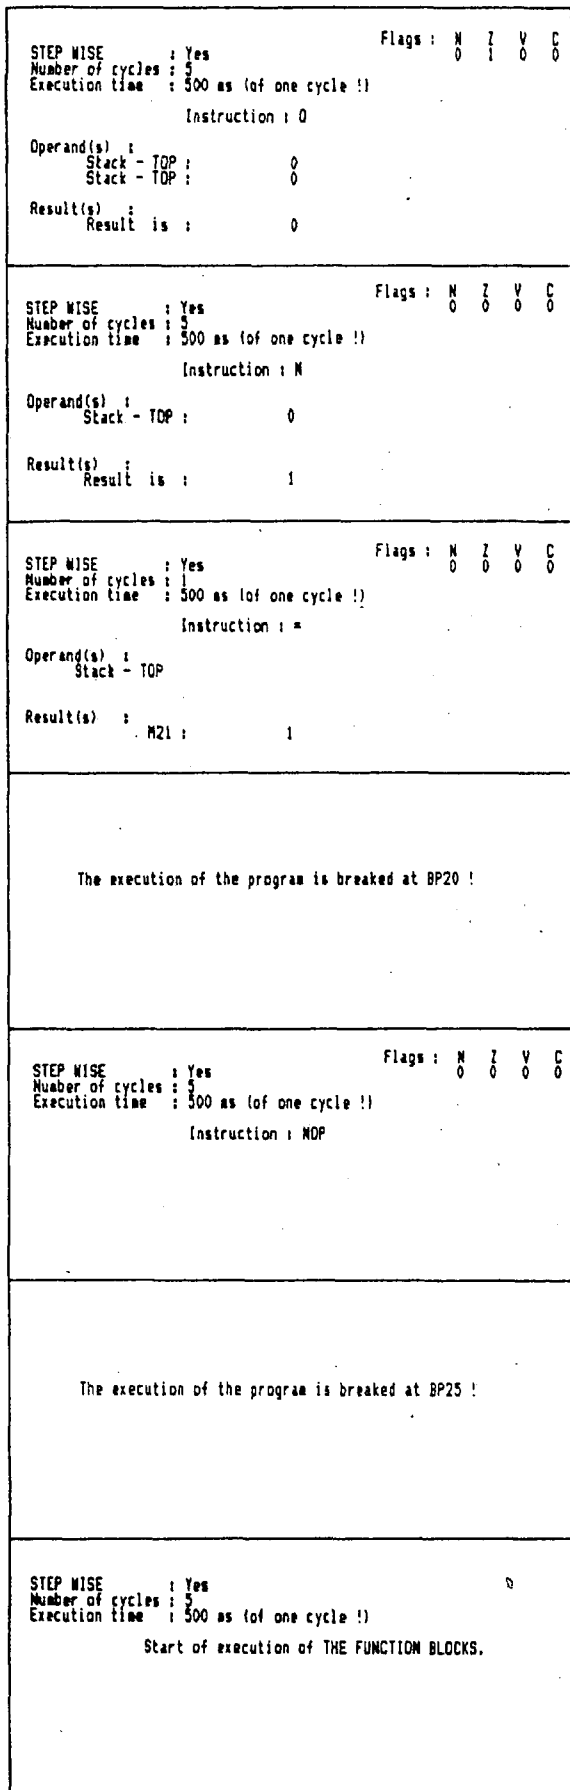 Flags : N Z V C
STEP WISE : Yes 0 1 0 0
Number of cycles : 5
Execution time : 500 ms (of one cycle !)
Instruction : O
Operand(s) :
Stack - TOP : 0
Stack - TOP : 0
Result(s) :
Result is : 0
Flags : N Z V C
STEP WISE : Yes 0 0 0 0
Number of cycles : 5
Execution time : 500 ms (of one cycle !)
Instruction : N
Operand(s) :
Stack - TOP : 0
Result(s) :
Result is : 1
Flags : N Z V C
STEP WISE : Yes 0 0 0 0
Number of cycles : 1
Execution time : 500 ms (of one cycle !)
Instruction : =
Operand(s) :
Stack - TOP
Result(s) :
M21 : 1
The execution of the program is breaked at BP20 !
Flags : N Z V C
STEP WISE : Yes 0 0 0 0
Number of cycles : 5
Execution time : 500 ms (of one cycle !)
Instruction : NOP
The execution of the program is breaked at BP25 !
STEP WISE : Yes
Number of cycles : 5
Execution time : 500 ms (of one cycle !)
Start of execution of THE FUNCTION BLOCKS.